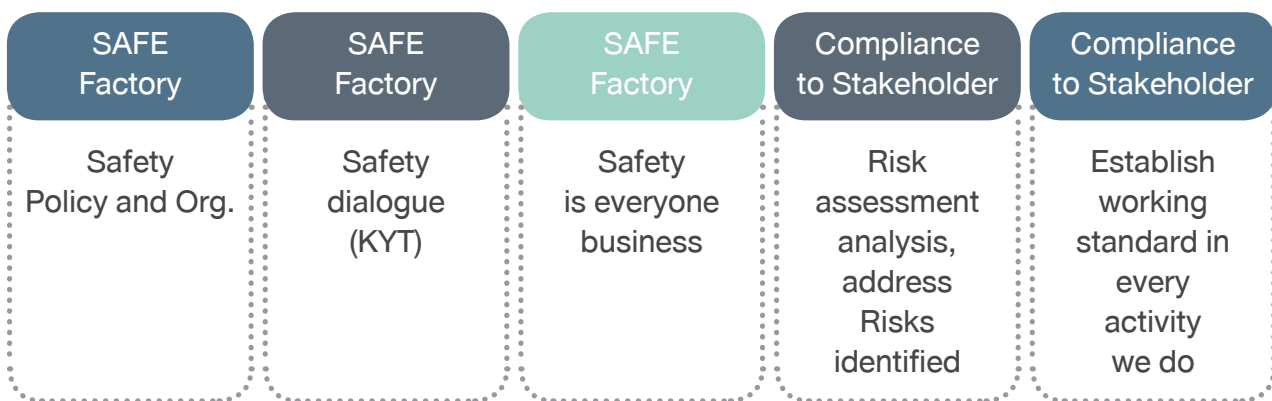 SAFE
Factory
Safety
Policy and Org.
SAFE
Factory
Safety
dialogue
(KYT)
SAFE
Factory
Safety
is everyone
business
Compliance
to Stakeholder
Risk
assessment
analysis,
address
Risks
identified
Compliance
to Stakeholder
Establish
working
standard in
every
activity
we do